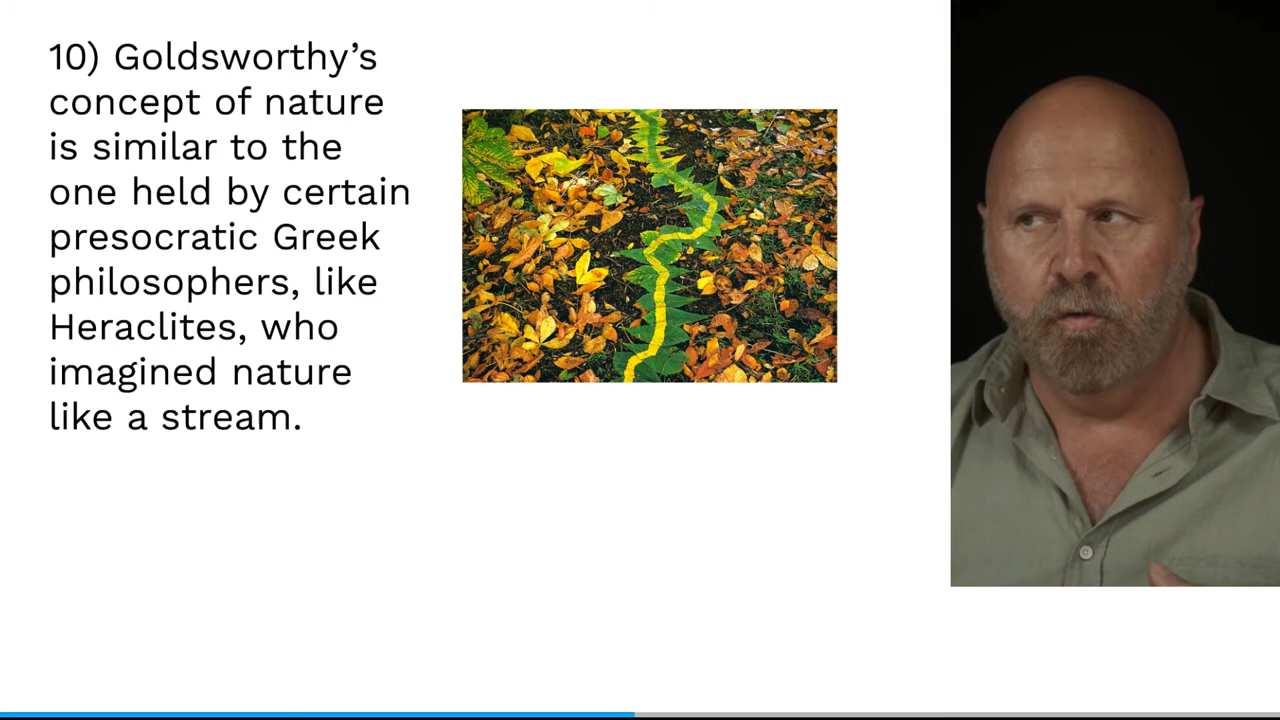 10) Goldsworthy’s
concept of nature
is similar to the
one held by certain
presocratic Greek
philosophers, like
Heraclites, who
imagined nature
like a stream.